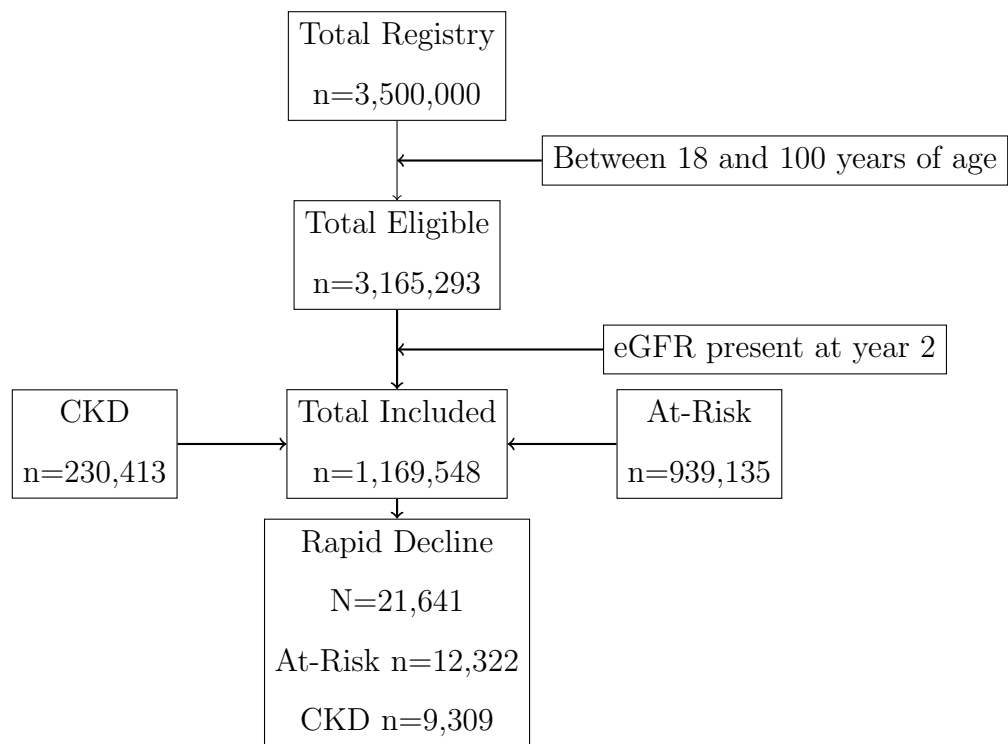 Total Registry
n=3,500,000
Between 18 and 100 years of age
Total Eligible
n=3,165,293
eGFR present at year 2
CKD
n=230,413
Total Included
n=1,169,548
At-Risk
n=939,135
Rapid Decline
N=21,641
At-Risk n=12,322
CKD n=9,309